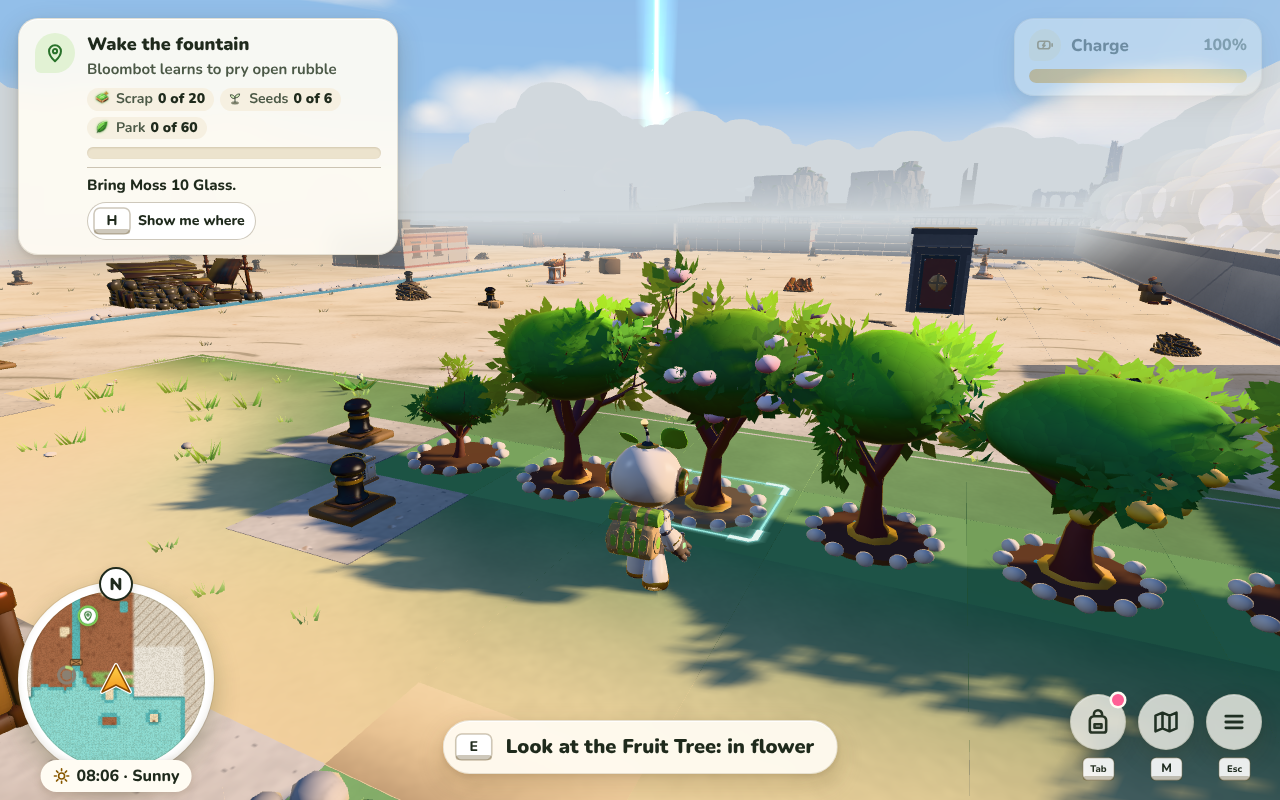 Wake the fountain
Bloombot learns to pry open rubble
Scrap 0 of 20 Seeds 0 of 6
Park 0 of 60
Bring Moss 10 Glass.
H Show me where
Charge 100%
N
08:06 · Sunny
E Look at the Fruit Tree: in flower
Tab M Esc